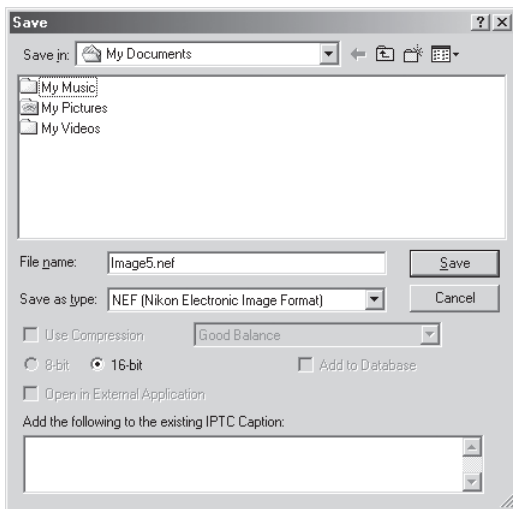 Save
Save in: My Documents
My Music
My Pictures
My Videos
File name: Image5.nef Save
Save as type: NEF (Nikon Electronic Image Format) Cancel
Use Compression Good Balance
8-bit 16-bit Add to Database
Open in External Application
Add the following to the existing IPTC Caption: